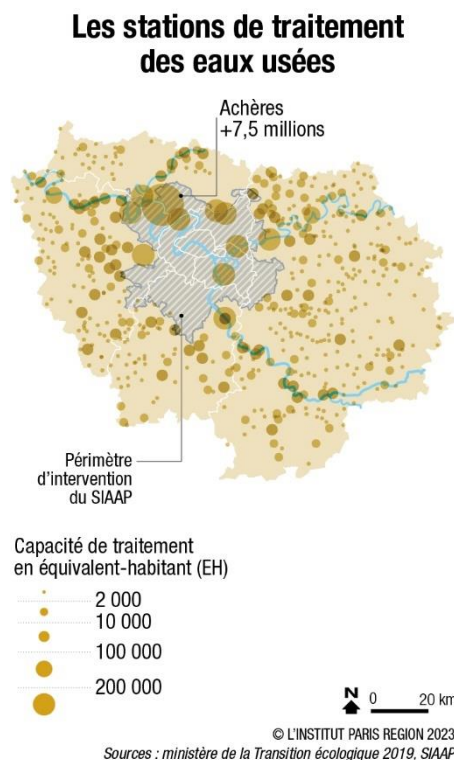 Les stations de traitement
des eaux usées
Achères
+7,5 millions
Périmètre
d'intervention
du SIAAP
Capacité de traitement
en équivalent-habitant (EH)
2 000
10 000
100 000
200 000
N 0 20 km
© L'INSTITUT PARIS REGION 2023
Sources : ministère de la Transition écologique 2019, SIAAP